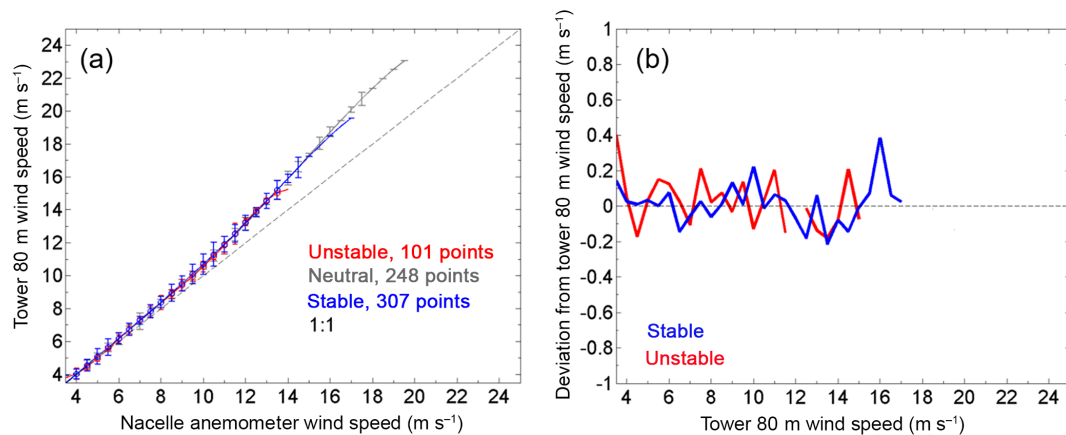 (a)
Tower 80 m wind speed (m s⁻¹)
24
22
20
18
16
14
12
10
8
6
4
Unstable, 101 points
Neutral, 248 points
Stable, 307 points
1:1
4 6 8 10 12 14 16 18 20 22 24
Nacelle anemometer wind speed (m s⁻¹)
(b)
Deviation from tower 80 m wind speed (m s⁻¹)
1
0.8
0.6
0.4
0.2
0
-0.2
-0.4
-0.6
-0.8
-1
Stable
Unstable
4 6 8 10 12 14 16 18 20 22 24
Tower 80 m wind speed (m s⁻¹)